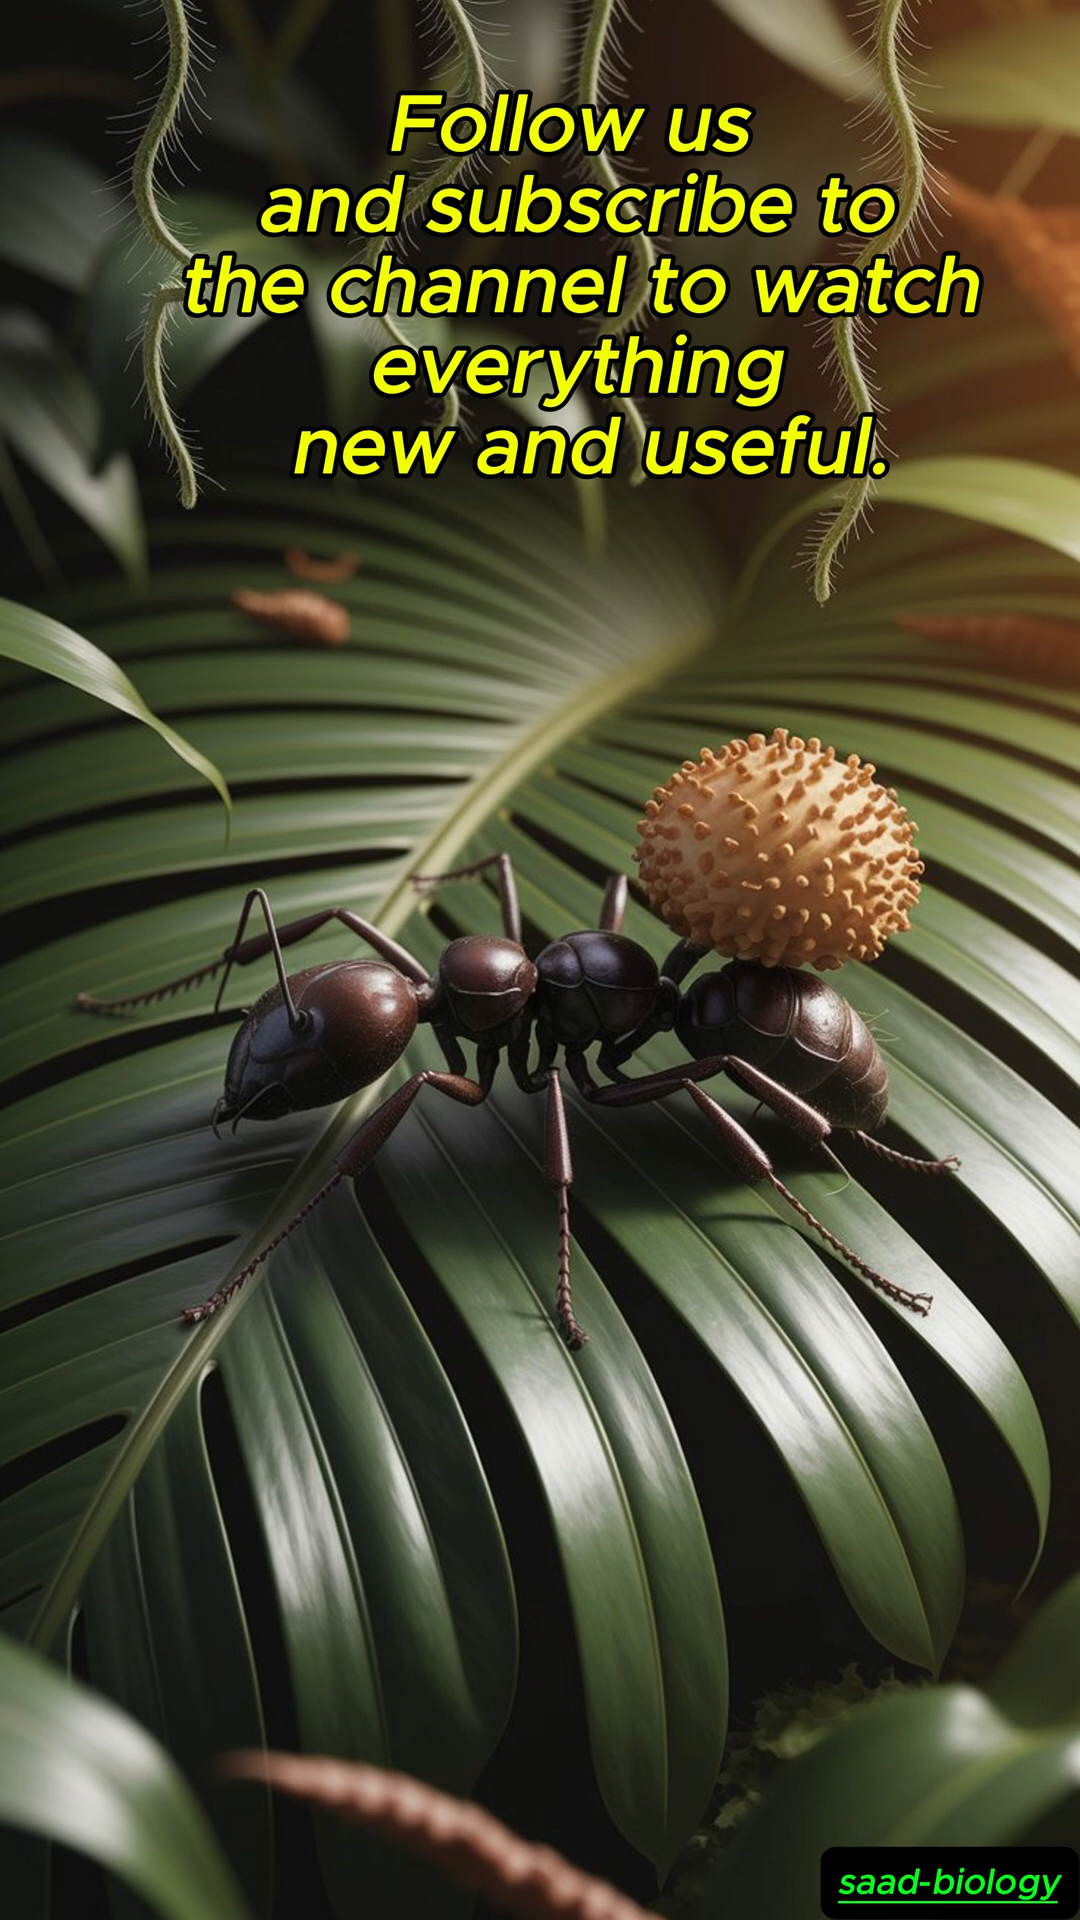 Follow us
and subscribe to
the channel to watch
everything
new and useful.
saad-biology